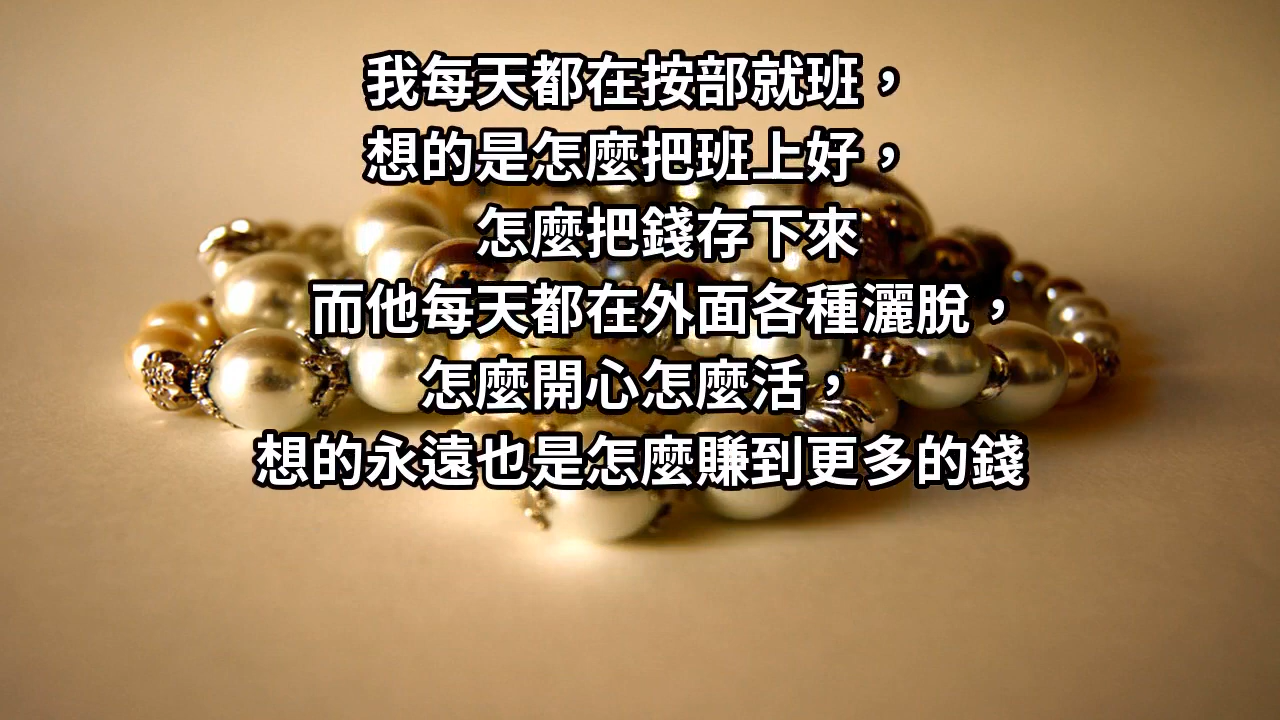 我每天都在按部就班，
想的是怎麼把班上好，
怎麼把錢存下來
而他每天都在外面各種灑脫，
怎麼開心怎麼活，
想的永遠也是怎麼賺到更多的錢